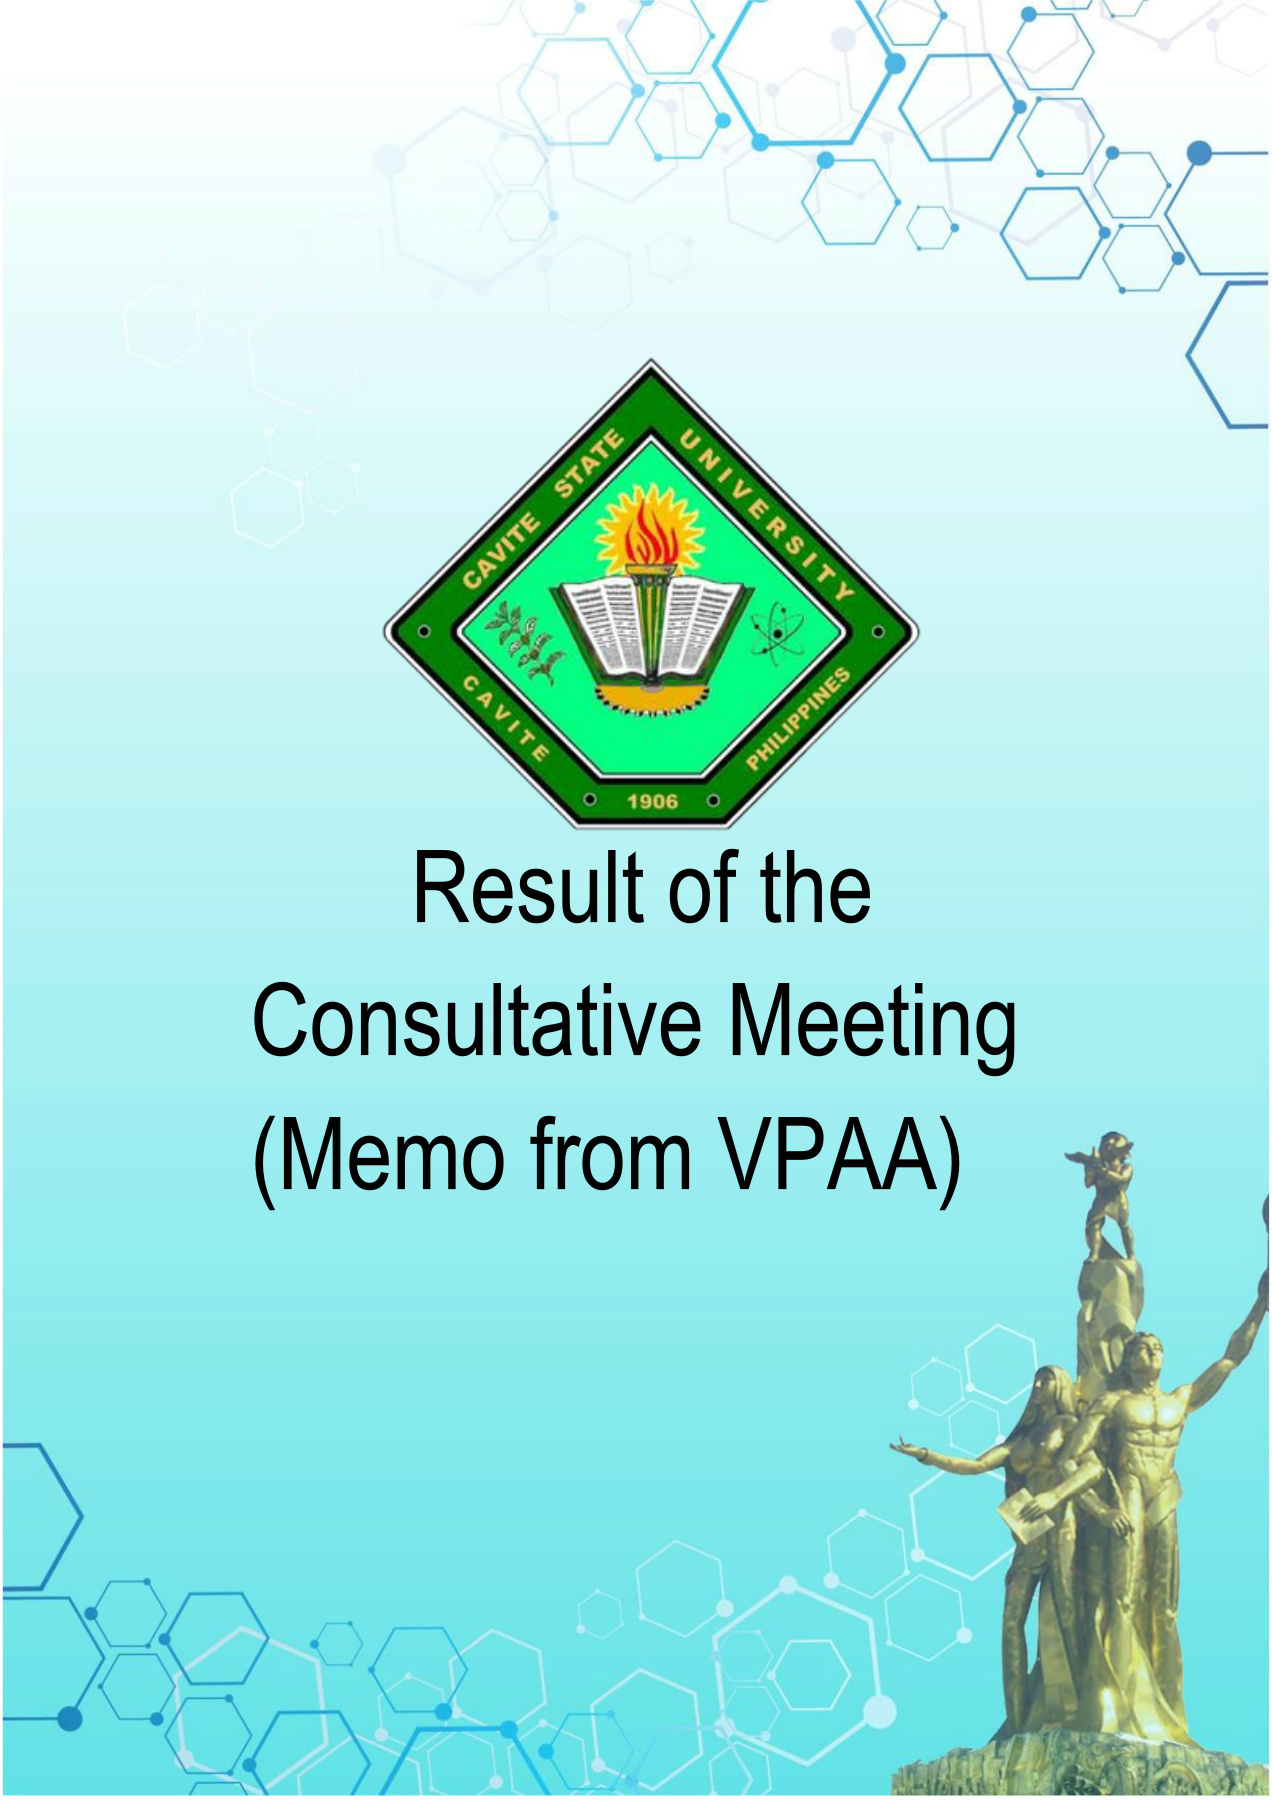 CAVITE STATE UNIVERSITY
CAVITE
PHILIPPINES
1906
Result of the
Consultative Meeting
(Memo from VPAA)